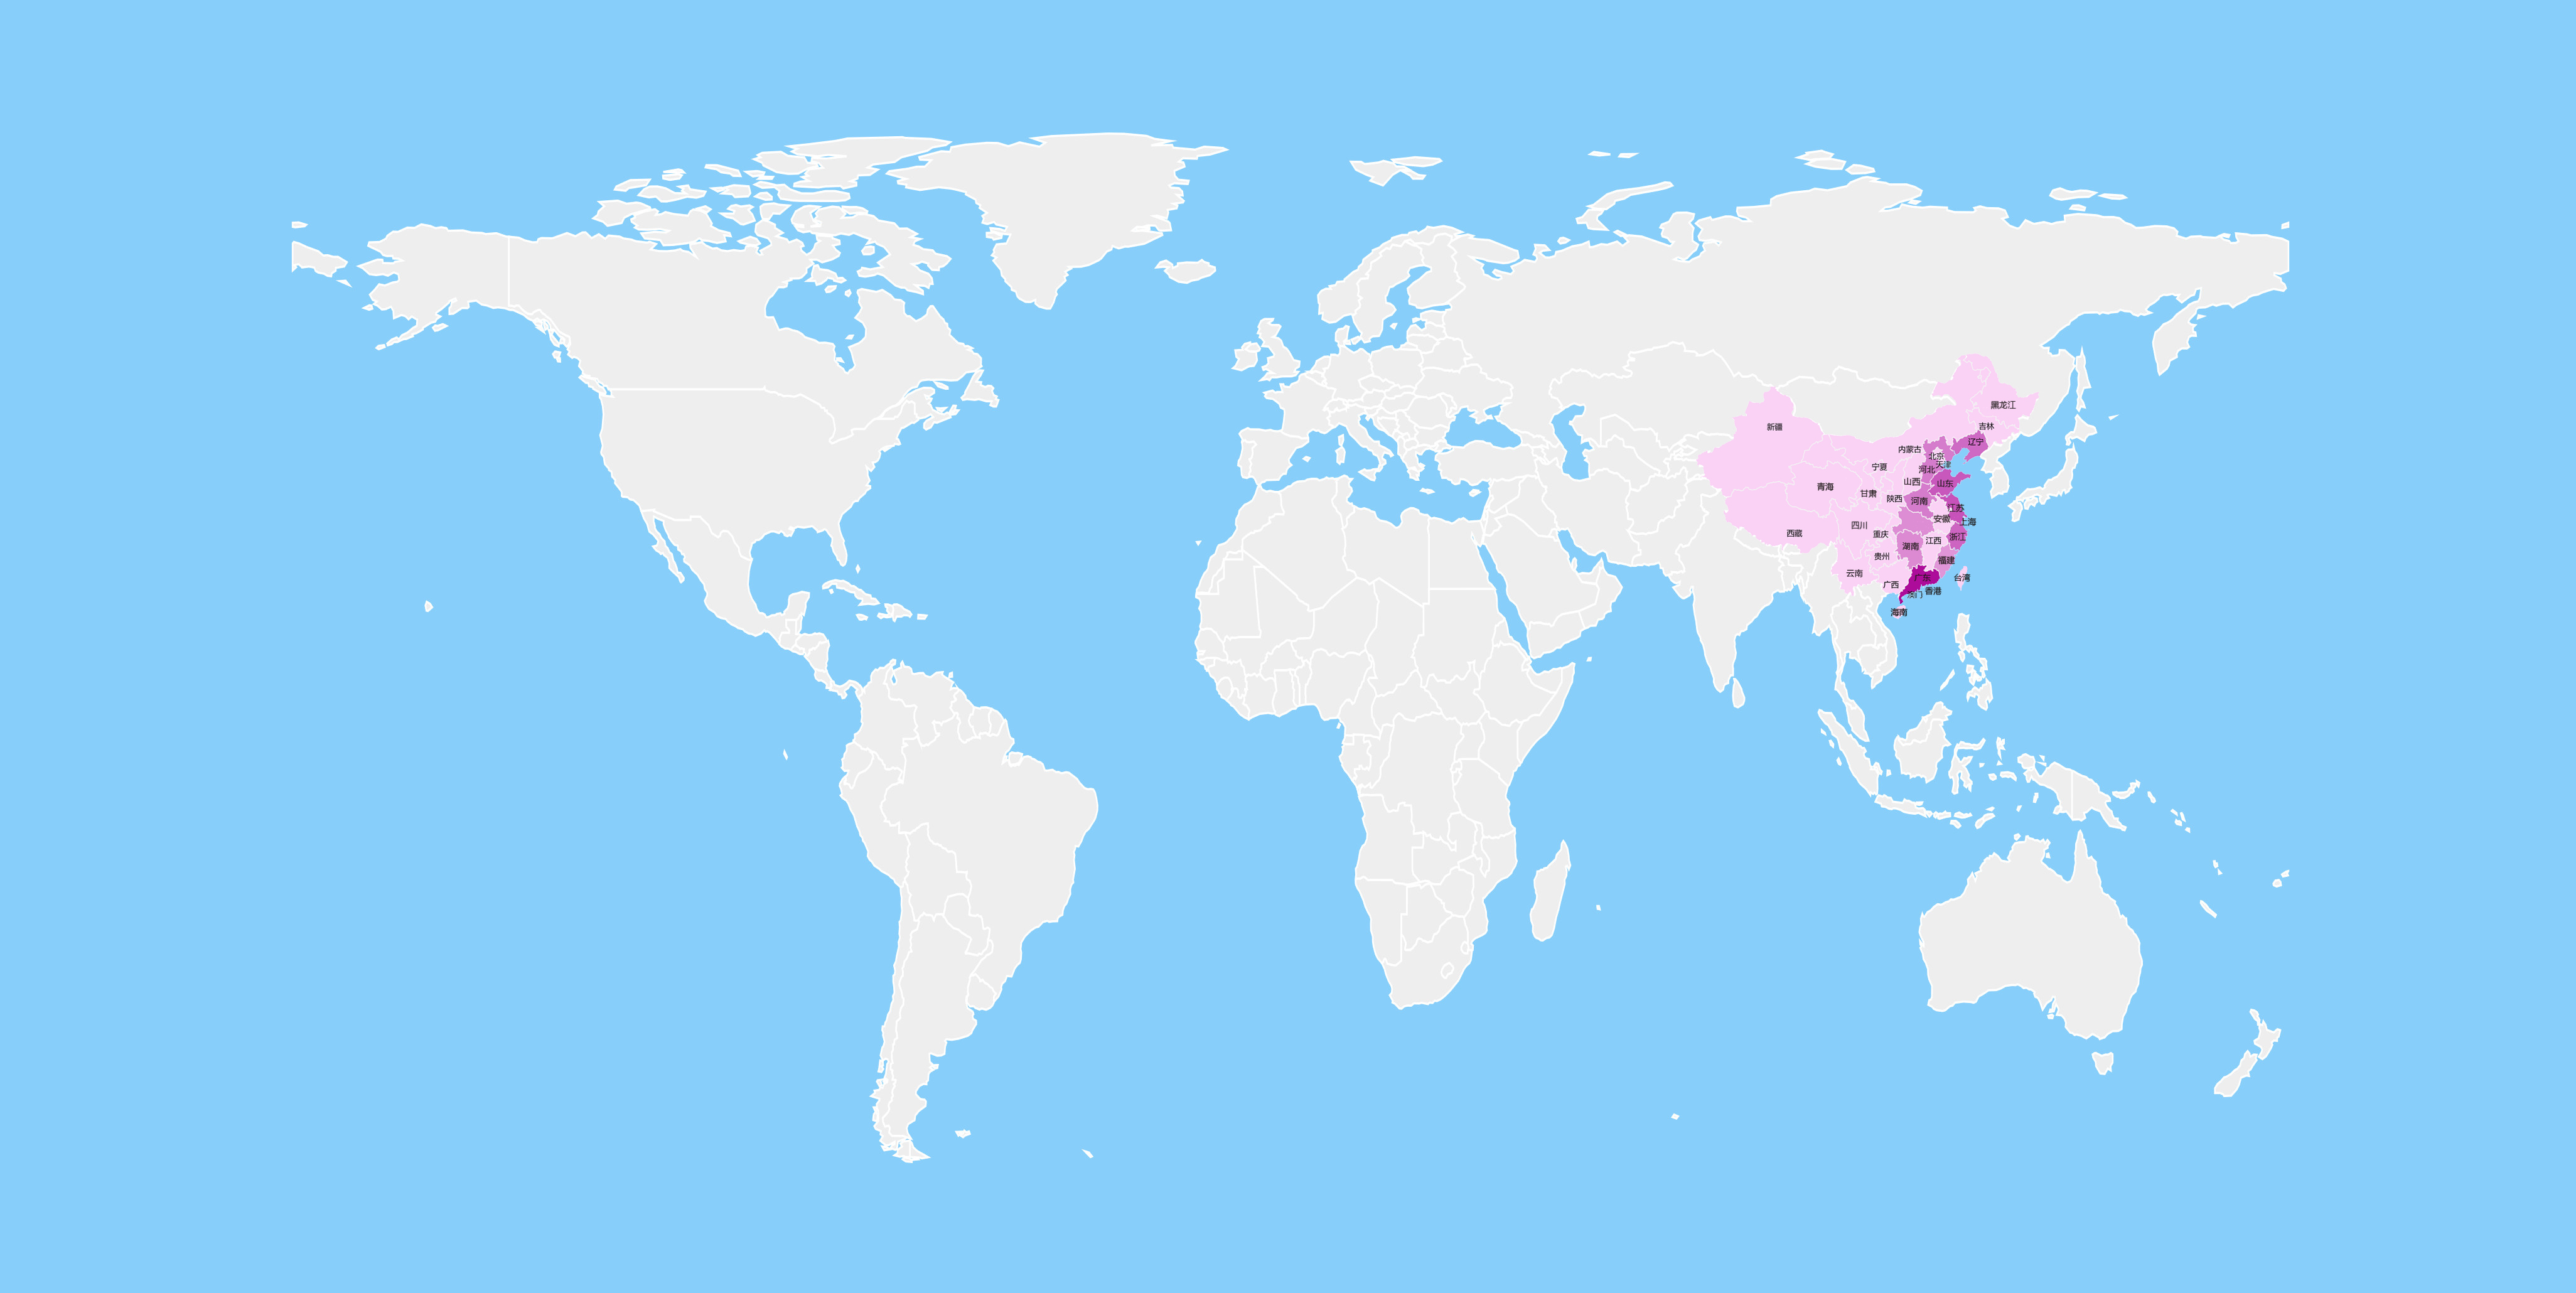 黑龙江
新疆
吉林
辽宁
内蒙古
北京
天津
宁夏
河北
山西
山东
青海
甘肃
陕西
河南
江苏
安徽
上海
四川
西藏
重庆
浙江
江西
湖南
贵州
福建
云南
广东
台湾
广西
香港
澳门
海南